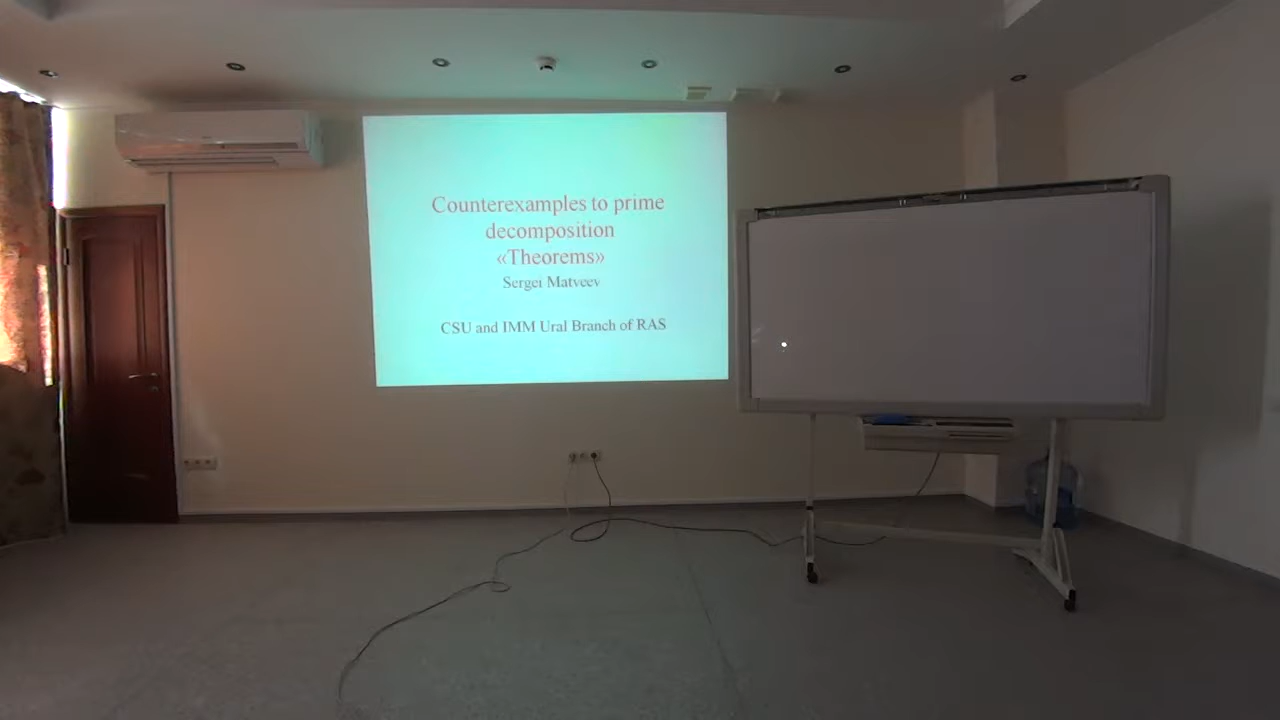 Counterexamples to prime
decomposition
«Theorems»
Sergei Matveev
CSU and IMM Ural Branch of RAS